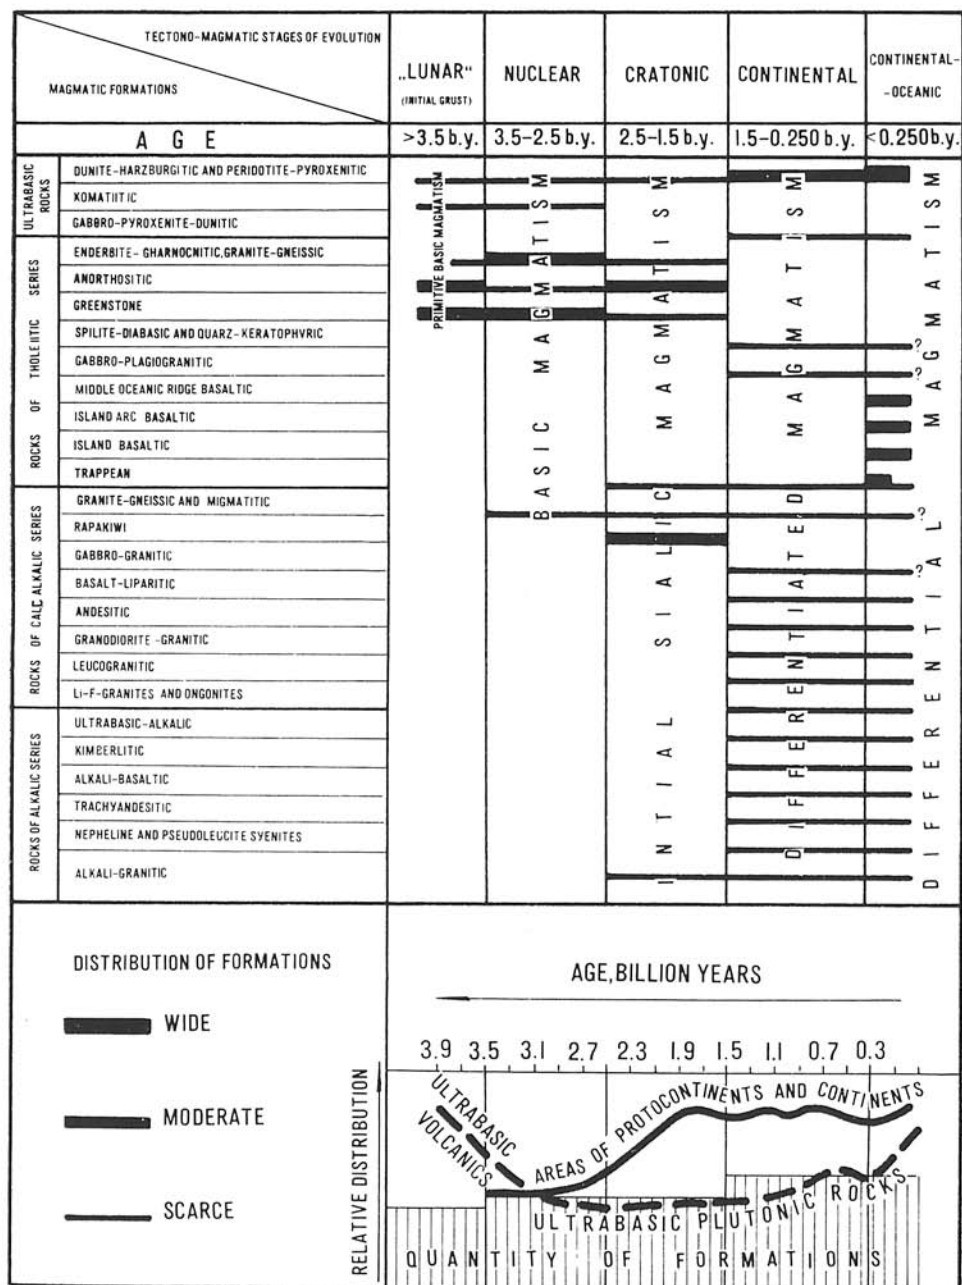 TECTONO-MAGMATIC STAGES OF EVOLUTION
MAGMATIC FORMATIONS
„LUNAR“
(INITIAL GRUST)
NUCLEAR
CRATONIC
CONTINENTAL
CONTINENTAL-
-OCEANIC
AGE
>3.5 b.y.
3.5-2.5 b.y.
2.5-1.5 b.y.
1.5-0.250 b.y.
<0.250 b.y.
ULTRABASIC
ROCKS
DUNITE-HARZBURGITIC AND PERIDOTITE-PYROXENITIC
KOMATIITIC
GABBRO-PYROXENITE-DUNITIC
ROCKS OF THOLEIITIC SERIES
ENDERBITE-GHARNOCNITIC,GRANITE-GNEISSIC
ANORTHOSITIC
GREENSTONE
SPILITE-DIABASIC AND QUARZ-KERATOPHVRIC
GABBRO-PLAGIOGRANITIC
MIDDLE OCEANIC RIDGE BASALTIC
ISLAND ARC BASALTIC
ISLAND BASALTIC
TRAPPEAN
ROCKS OF CALC ALKALIC SERIES
GRANITE-GNEISSIC AND MIGMATITIC
RAPAKIWI
GABBRO-GRANITIC
BASALT-LIPARITIC
ANDESITIC
GRANODIORITE-GRANITIC
LEUCOGRANITIC
Li-F-GRANITES AND ONGONITES
ROCKS OF ALKALIC SERIES
ULTRABASIC-ALKALIC
KIMBERLITIC
ALKALI-BASALTIC
TRACHYANDESITIC
NEPHELINE AND PSEUDOLEUCITE SYENITES
ALKALI-GRANITIC
PRIMITIVE BASIC MAGMATISM
BASIC MAGMATISM
INTIAL SIALIC MAGMATISM
DIFFERENTIATED MAGMATISM
DIFFERENTIAL MAGMATISM
?
?
?
?
DISTRIBUTION OF FORMATIONS
WIDE
MODERATE
SCARCE
AGE, BILLION YEARS
3.9 3.5 3.1 2.7 2.3 1.9 1.5 1.1 0.7 0.3
RELATIVE DISTRIBUTION
ULTRABASIC
VOLCANICS
AREAS OF PROTOCONTINENTS AND CONTINENTS
ULTRABASIC PLUTONIC ROCKS
QUANTITY OF FORMATIONS